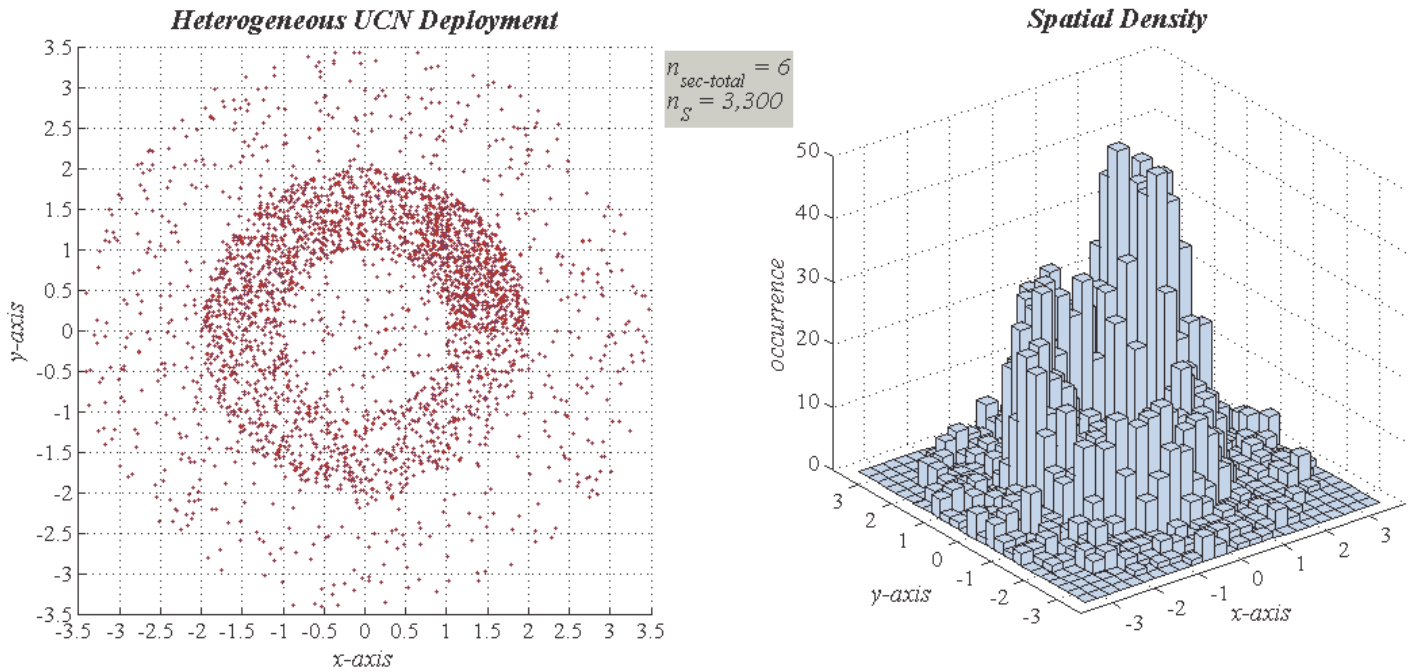 Heterogeneous UCN Deployment
3.5
3
2.5
2
1.5
1
0.5
0
-0.5
-1
-1.5
-2
-2.5
-3
-3.5
y-axis
-3.5 -3 -2.5 -2 -1.5 -1 -0.5 0 0.5 1 1.5 2 2.5 3 3.5
x-axis
n sec-total = 6
n S = 3,300
Spatial Density
50
40
30
20
10
0
occurrence
3 2 1 0 -1 -2 -3
y-axis
-3 -2 -1 0 1 2 3
x-axis